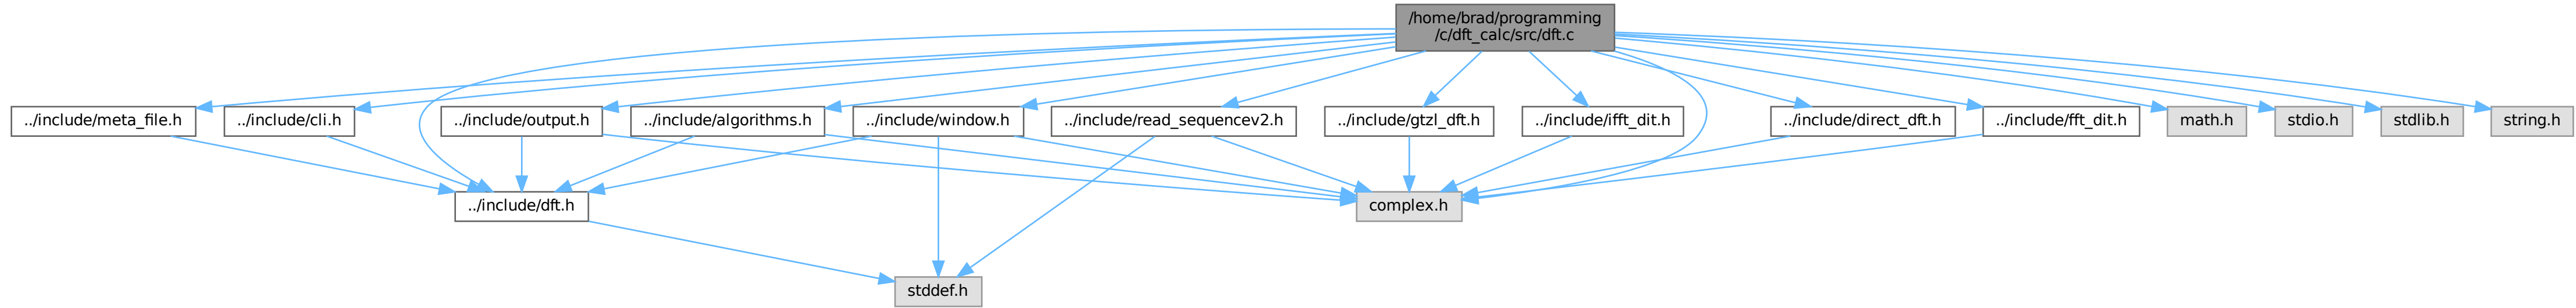 /home/brad/programming
/c/dft_calc/src/dft.c
../include/meta_file.h
../include/cli.h
../include/output.h
../include/algorithms.h
../include/window.h
../include/read_sequencev2.h
../include/gtzl_dft.h
../include/ifft_dit.h
../include/direct_dft.h
../include/fft_dit.h
math.h
stdio.h
stdlib.h
string.h
../include/dft.h
complex.h
stddef.h